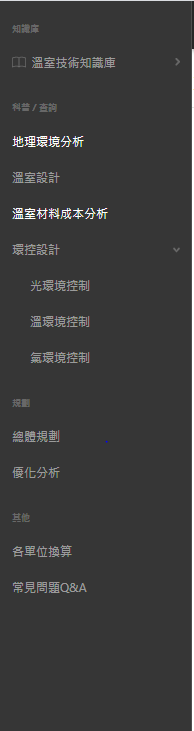 知識庫
溫室技術知識庫
科普 / 查詢
地理環境分析
溫室設計
溫室材料成本分析
環控設計
光環境控制
溫環境控制
氣環境控制
規劃
總體規劃
優化分析
其他
各單位換算
常見問題Q&A